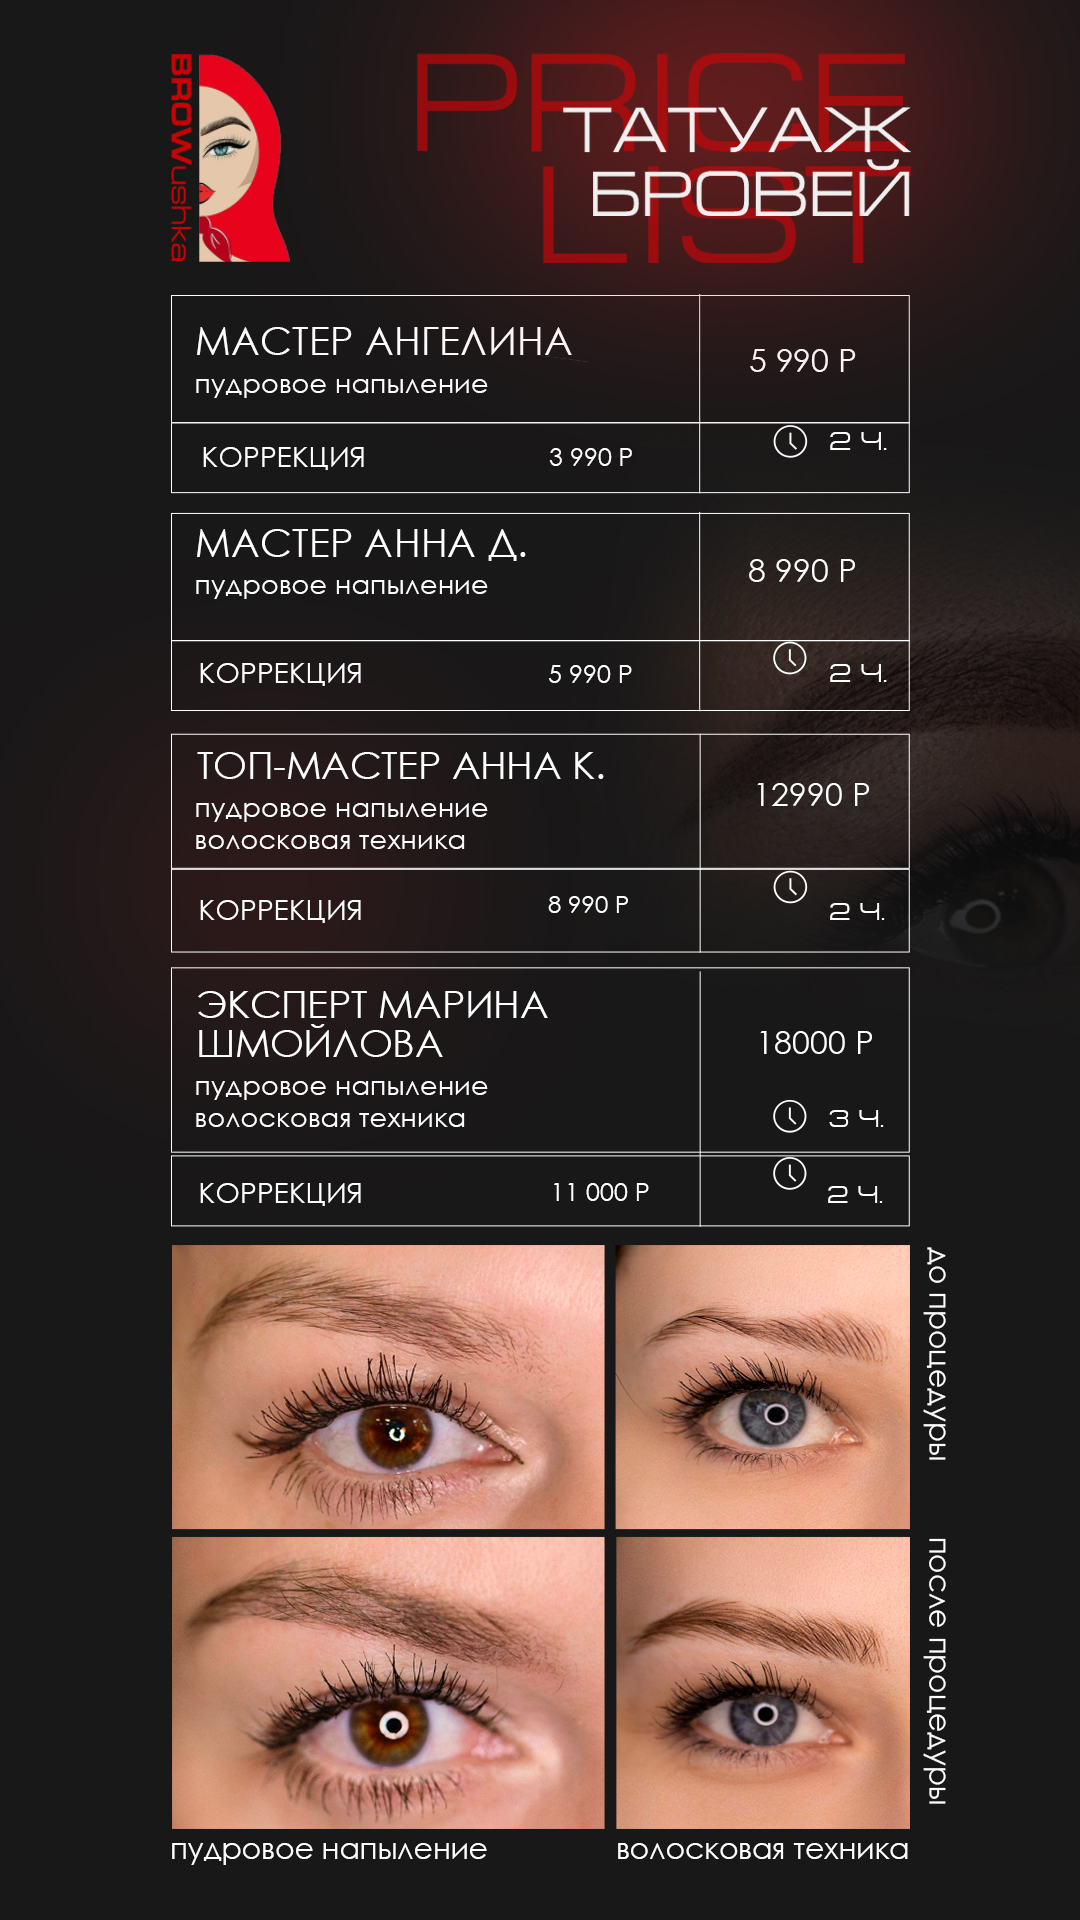 BROWushka
PRICE
LIST
ТАТУАЖ
БРОВЕЙ
МАСТЕР АНГЕЛИНА
пудровое напыление
5 990 Р
КОРРЕКЦИЯ
3 990 Р
2 Ч.
МАСТЕР АННА Д.
пудровое напыление
8 990 Р
КОРРЕКЦИЯ
5 990 Р
2 Ч.
ТОП-МАСТЕР АННА К.
пудровое напыление
волосковая техника
12990 Р
КОРРЕКЦИЯ
8 990 Р
2 Ч.
ЭКСПЕРТ МАРИНА
ШМОЙЛОВА
пудровое напыление
волосковая техника
18000 Р
3 Ч.
КОРРЕКЦИЯ
11 000 Р
2 Ч.
до процедуры
после процедуры
пудровое напыление
волосковая техника